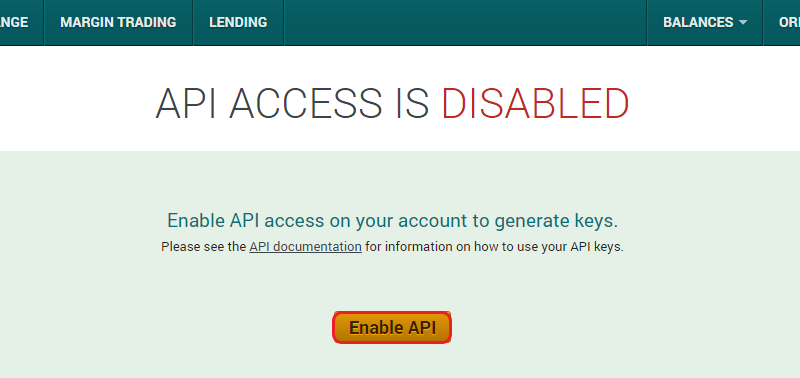 NGE MARGIN TRADING LENDING BALANCES OR
API ACCESS IS DISABLED
Enable API access on your account to generate keys.
Please see the API documentation for information on how to use your API keys.
Enable API